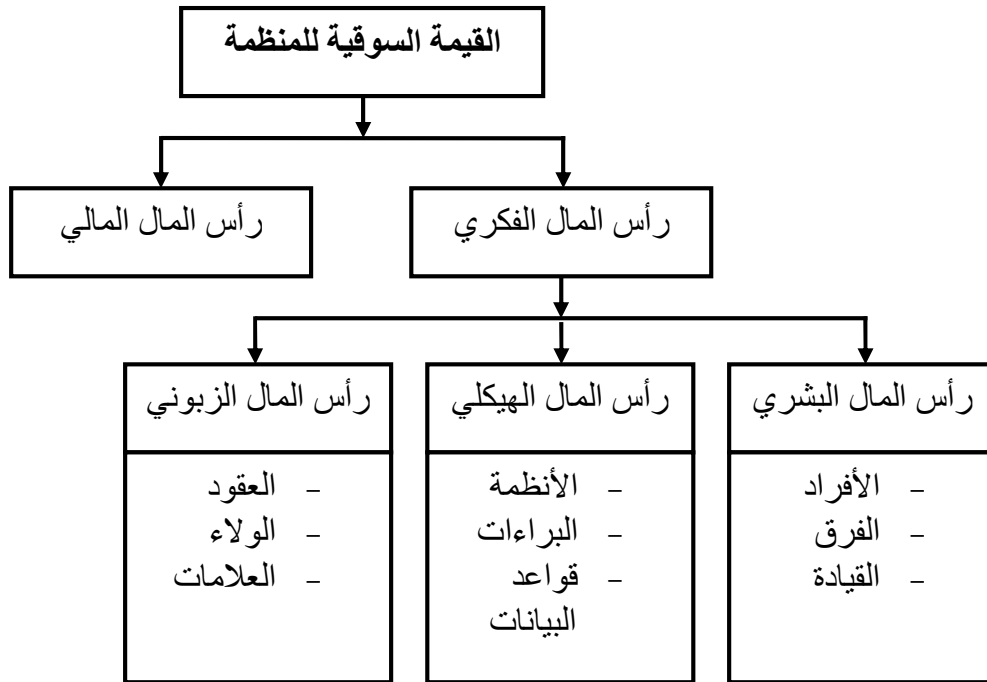 القيمة السوقية للمنظمة
رأس المال الفكري
رأس المال المالي
رأس المال البشري
- الأفراد
- الفرق
- القيادة
رأس المال الهيكلي
- الأنظمة
- البراءات
- قواعد
البيانات
رأس المال الزبوني
- العقود
- الولاء
- العلامات